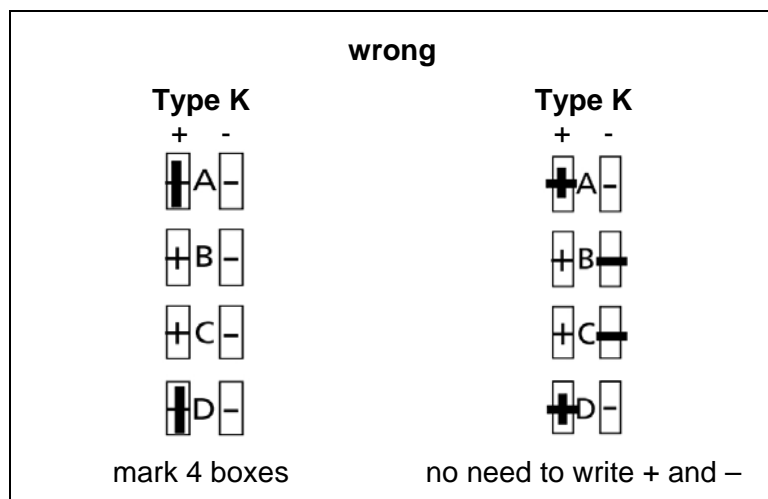 wrong
Type K
+ -
+ A -
+ B -
+ C -
+ D -
mark 4 boxes
Type K
+ -
+ A -
+ B -
+ C -
+ D -
no need to write + and –